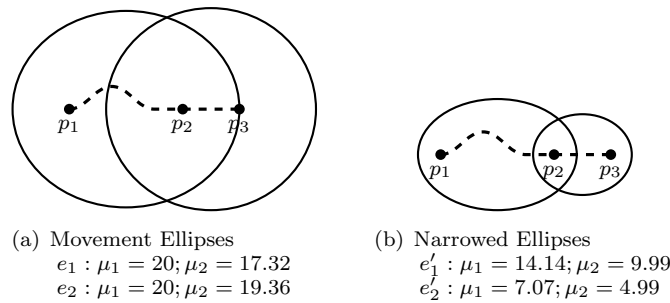 p1 p2 p3
p1 p2 p3
(a) Movement Ellipses
e1 : μ1 = 20; μ2 = 17.32
e2 : μ1 = 20; μ2 = 19.36
(b) Narrowed Ellipses
e′1 : μ1 = 14.14; μ2 = 9.99
e′2 : μ1 = 7.07; μ2 = 4.99